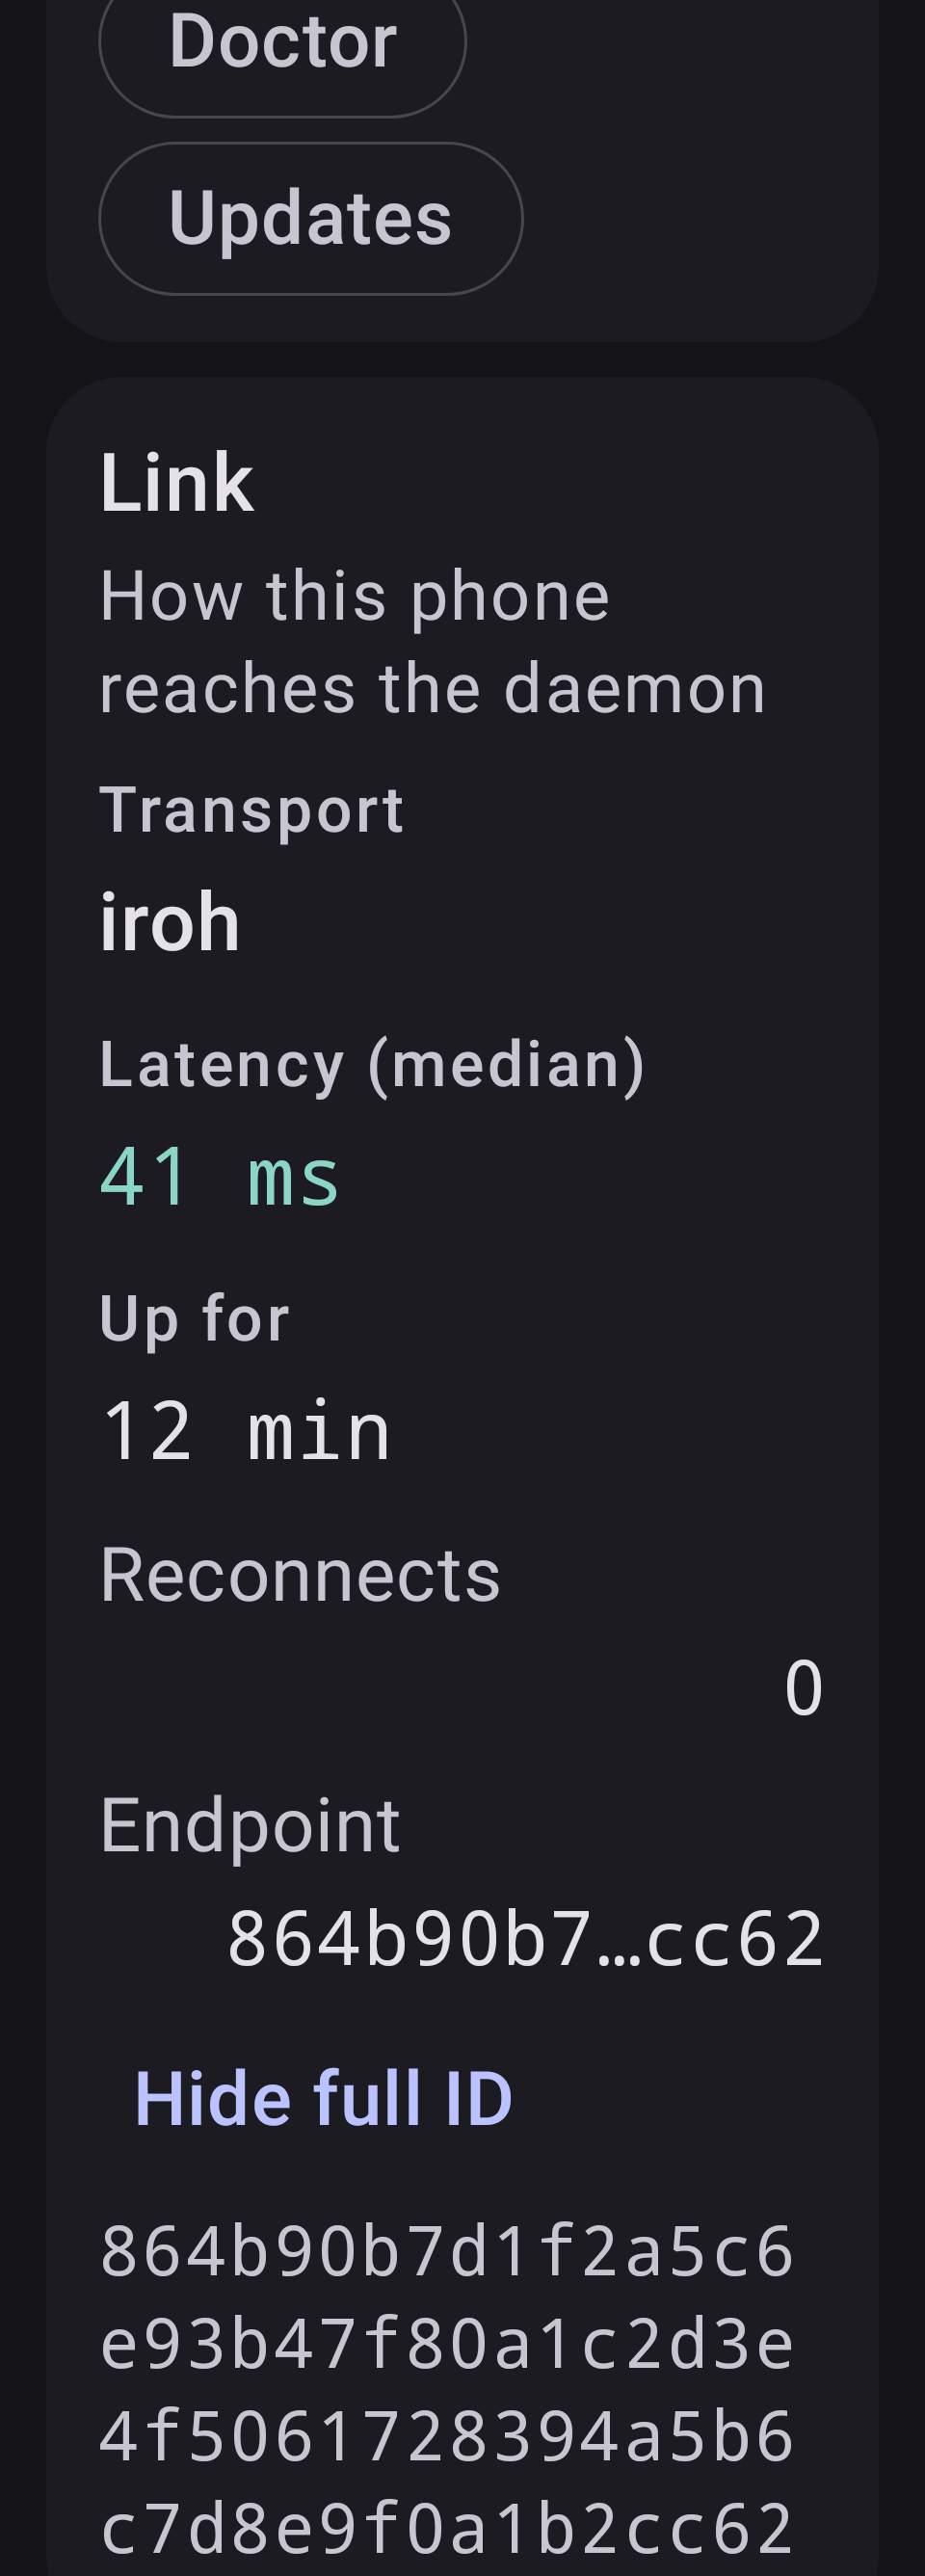 Doctor
Updates
Link
How this phone
reaches the daemon
Transport
iroh
Latency (median)
41 ms
Up for
12 min
Reconnects
0
Endpoint
864b90b7…cc62
Hide full ID
864b90b7d1f2a5c6
e93b47f80a1c2d3e
4f5061728394a5b6
c7d8e9f0a1b2cc62